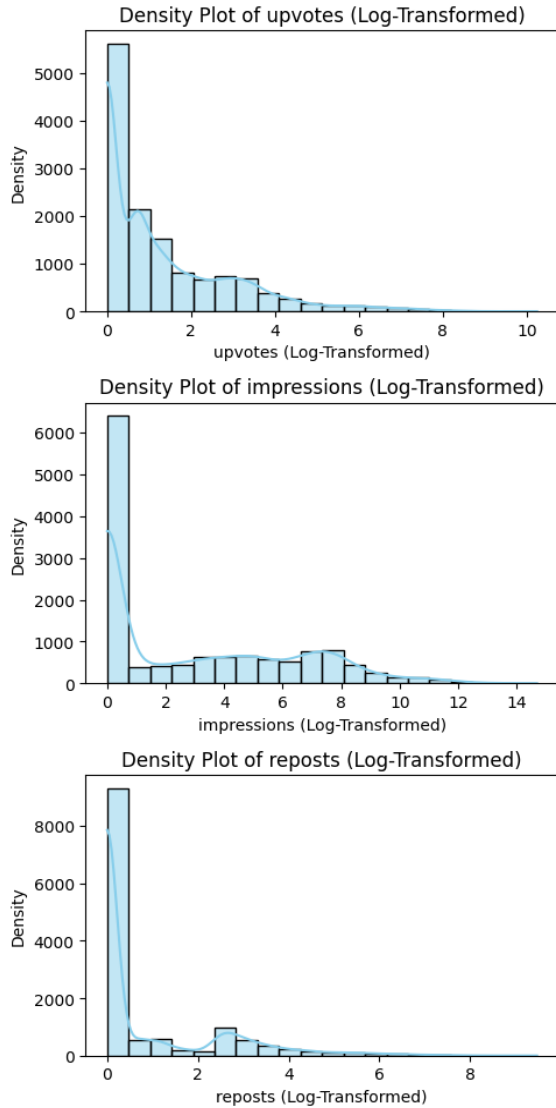 Density Plot of upvotes (Log-Transformed)
5000
4000
3000
2000
1000
0
Density
0 2 4 6 8 10
upvotes (Log-Transformed)
Density Plot of impressions (Log-Transformed)
6000
5000
4000
3000
2000
1000
0
Density
0 2 4 6 8 10 12 14
impressions (Log-Transformed)
Density Plot of reposts (Log-Transformed)
8000
6000
4000
2000
0
Density
0 2 4 6 8
reposts (Log-Transformed)